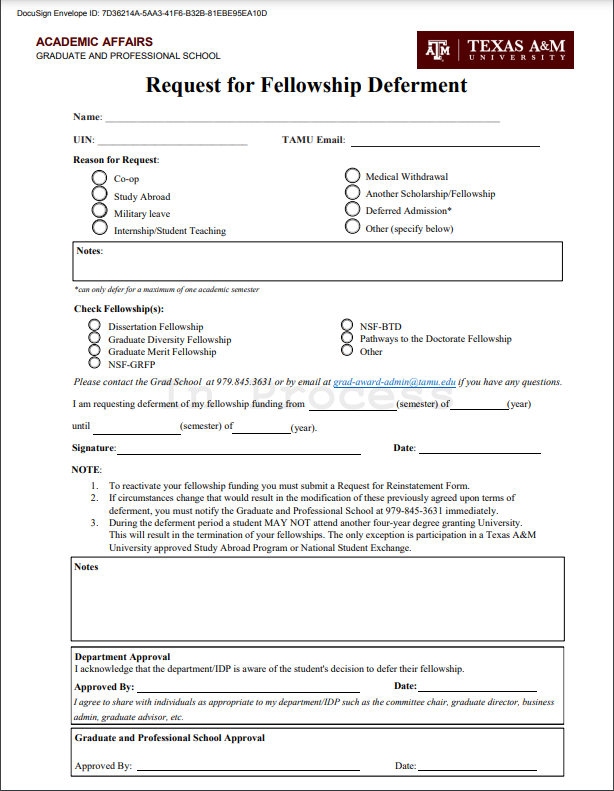 DocuSign Envelope ID: 7D36214A-5AA3-41F6-B32B-81EBE95EA10D
ACADEMIC AFFAIRS
GRADUATE AND PROFESSIONAL SCHOOL
ATM TEXAS A&M
UNIVERSITY
Request for Fellowship Deferment
Name:
UIN: TAMU Email:
Reason for Request:
Co-op
Study Abroad
Military leave
Internship/Student Teaching
Medical Withdrawal
Another Scholarship/Fellowship
Deferred Admission*
Other (specify below)
Notes:
*can only defer for a maximum of one academic semester
Check Fellowship(s):
Dissertation Fellowship
Graduate Diversity Fellowship
Graduate Merit Fellowship
NSF-GRFP
NSF-BTD
Pathways to the Doctorate Fellowship
Other
Please contact the Grad School at 979.845.3631 or by email at grad-award-admin@tamu.edu if you have any questions.
In Process
I am requesting deferment of my fellowship funding from (semester) of (year)
until (semester) of (year).
Signature: Date:
NOTE:
1. To reactivate your fellowship funding you must submit a Request for Reinstatement Form.
2. If circumstances change that would result in the modification of these previously agreed upon terms of
deferment, you must notify the Graduate and Professional School at 979-845-3631 immediately.
3. During the deferment period a student MAY NOT attend another four-year degree granting University.
This will result in the termination of your fellowships. The only exception is participation in a Texas A&M
University approved Study Abroad Program or National Student Exchange.
Notes
Department Approval
I acknowledge that the department/IDP is aware of the student's decision to defer their fellowship.
Approved By: Date:
I agree to share with individuals as appropriate to my department/IDP such as the committee chair, graduate director, business
admin, graduate advisor, etc.
Graduate and Professional School Approval
Approved By: Date: